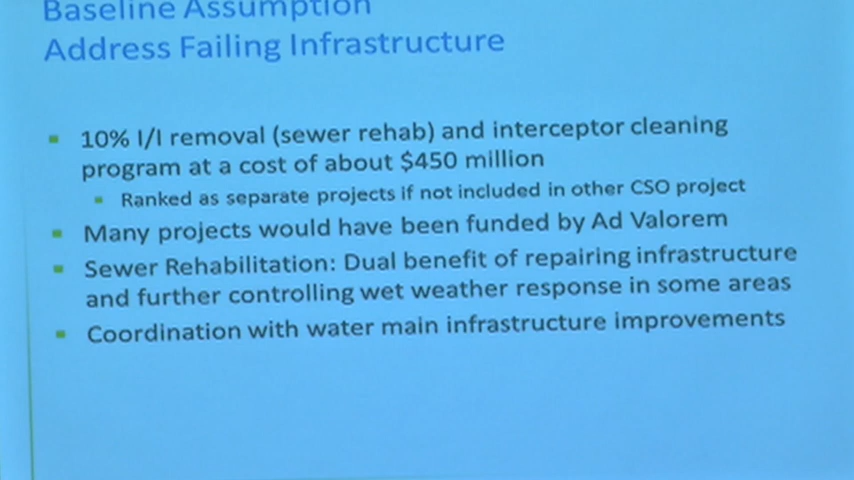 Baseline Assumption
Address Failing Infrastructure
10% I/I removal (sewer rehab) and interceptor cleaning
program at a cost of about $450 million
Ranked as separate projects if not included in other CSO project
Many projects would have been funded by Ad Valorem
Sewer Rehabilitation: Dual benefit of repairing infrastructure
and further controlling wet weather response in some areas
Coordination with water main infrastructure improvements